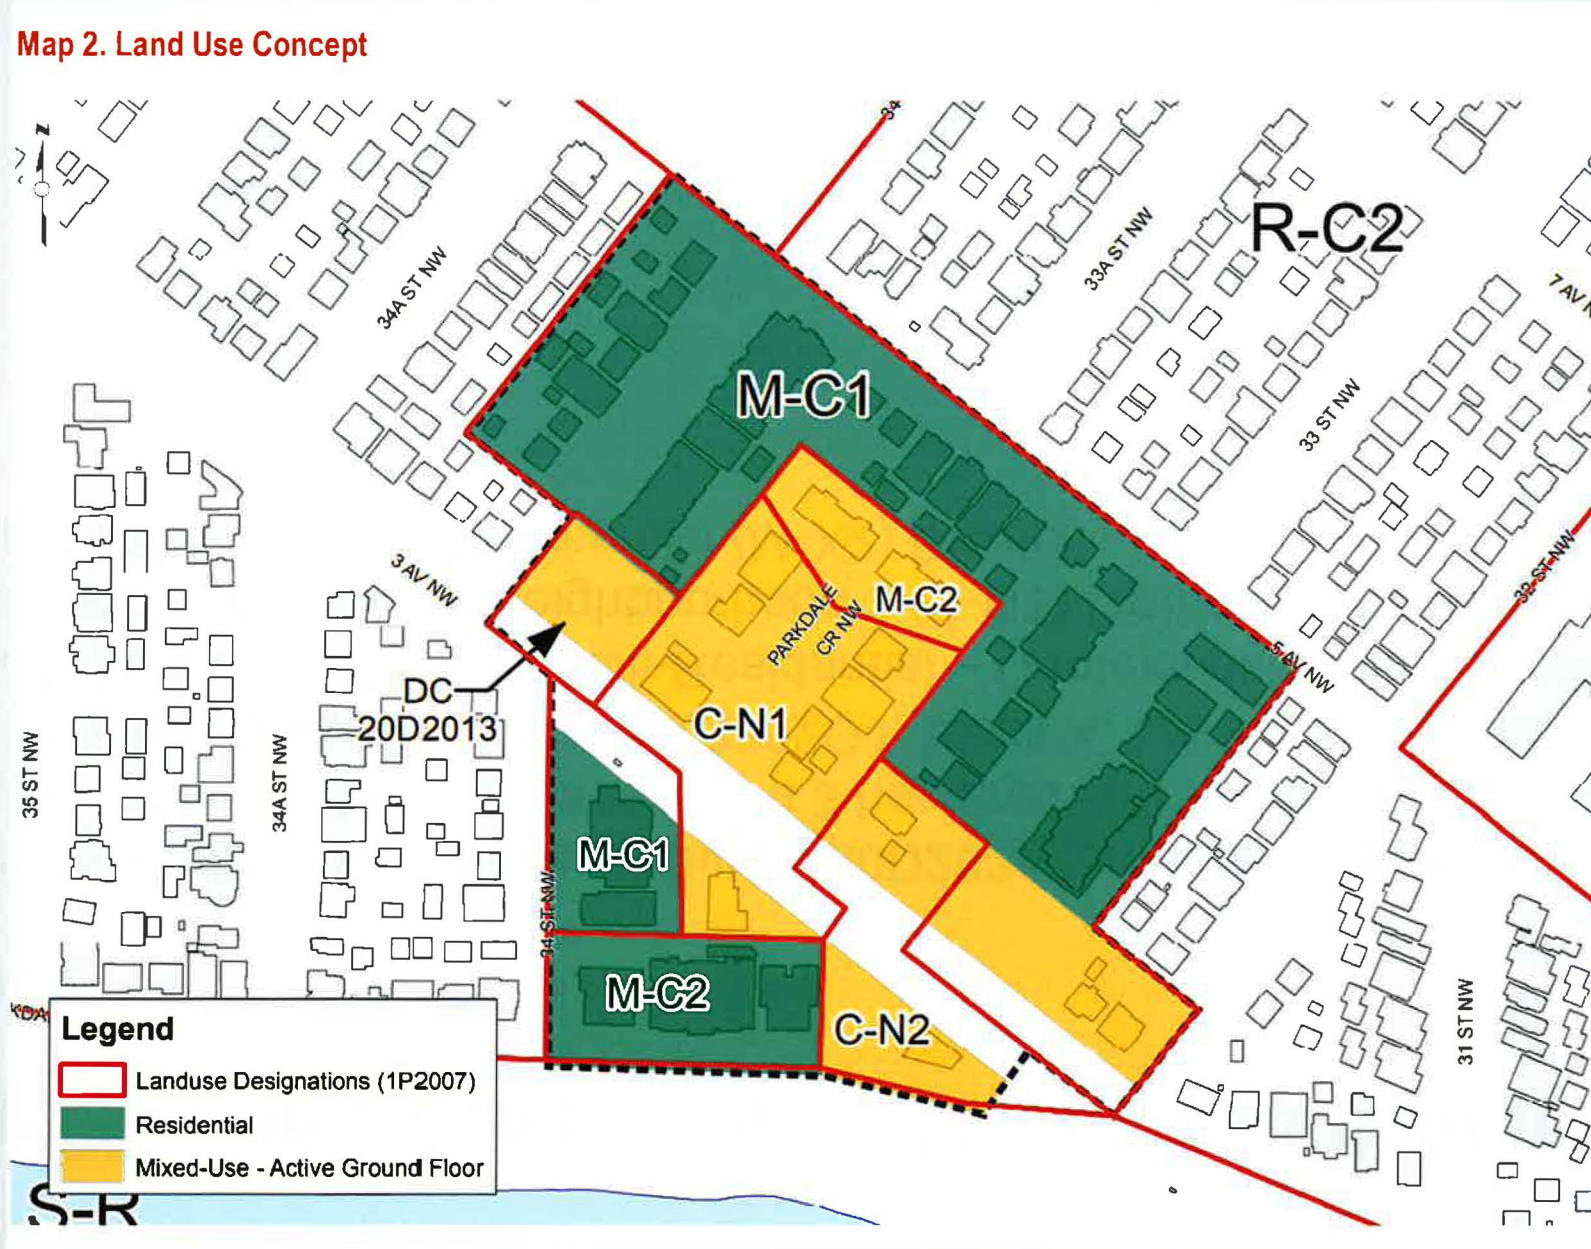 Map 2. Land Use Concept
N
34
R-C2
33A ST NW
34A ST NW
7 AV N
M-C1
33 ST NW
3 AV NW
32 ST NW
M-C2
PARKDALE
CR NW
5 AV NW
DC
20D2013
C-N1
35 ST NW
34A ST NW
M-C1
34 ST NW
M-C2
C-N2
31 ST NW
KDA
Legend
Landuse Designations (1P2007)
Residential
Mixed-Use - Active Ground Floor
S-R